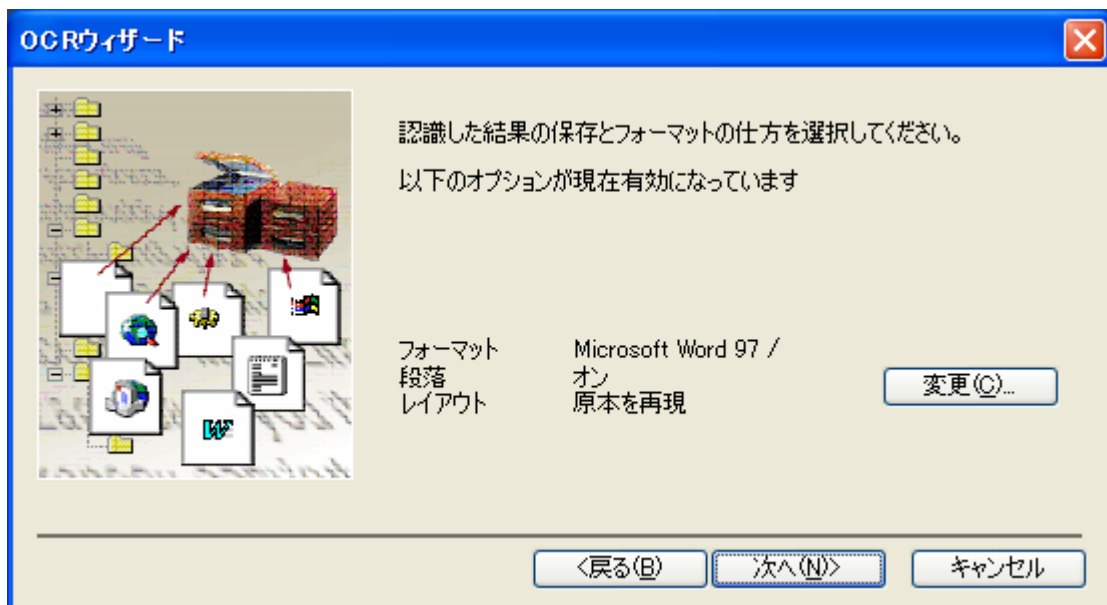 OCRウィザード
認識した結果の保存とフォーマットの仕方を選択してください。
以下のオプションが現在有効になっています
フォーマット Microsoft Word 97 /
段落 オン
レイアウト 原本を再現
変更(C)...
<戻る(B) 次へ(N)> キャンセル